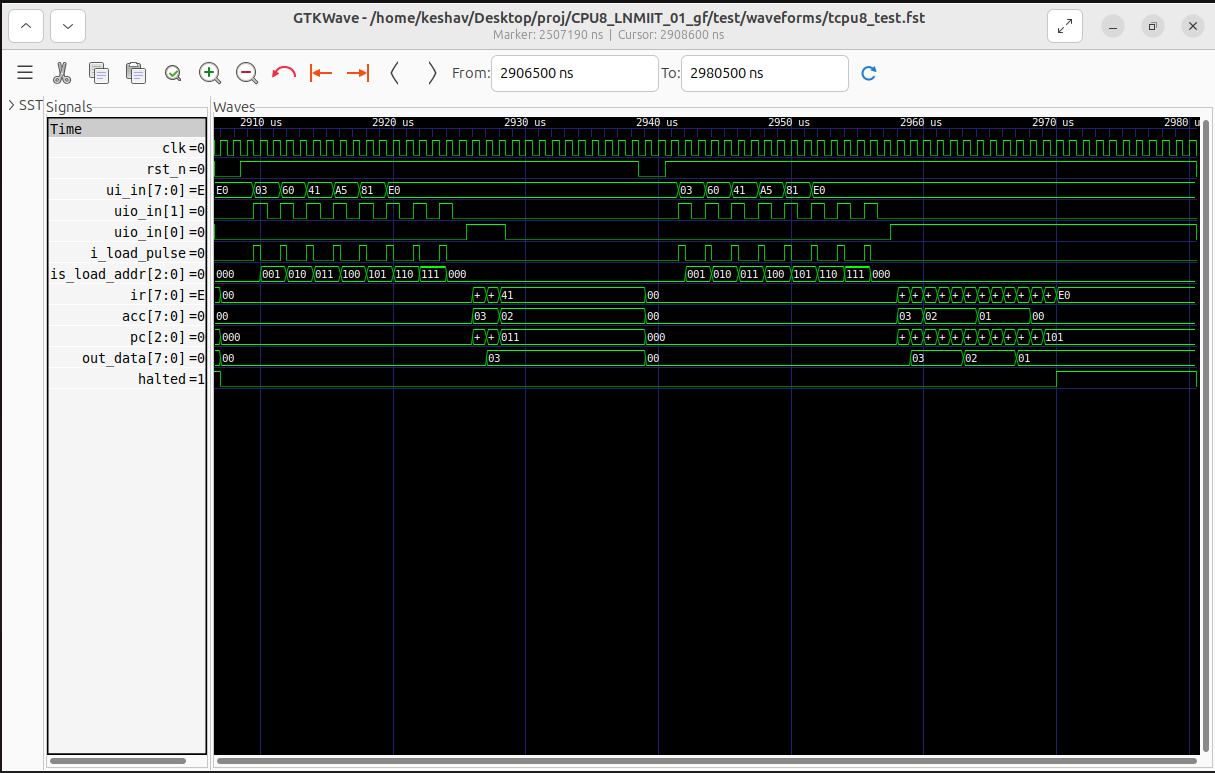 GTKWave - /home/keshav/Desktop/proj/CPU8_LNMIIT_01_gf/test/waveforms/tcpu8_test.fst
Marker: 2507190 ns | Cursor: 2908600 ns
From: 2906500 ns To: 2980500 ns
SST Signals Waves
Time 2910 us 2920 us 2930 us 2940 us 2950 us 2960 us 2970 us 2980 u
clk =0
rst_n =0
ui_in[7:0] =E E0 03 60 41 A5 81 E0 03 60 41 A5 81 E0
uio_in[1] =0
uio_in[0] =0
i_load_pulse =0
is_load_addr[2:0] =0 000 001 010 011 100 101 110 111 000 001 010 011 100 101 110 111 000
ir[7:0] =E 00 + + 41 00 + + + + + + + + + + + + E0
acc[7:0] =0 00 03 02 00 03 02 01 00
pc[2:0] =0 000 + + 011 000 + + + + + + + + + + + 101
out_data[7:0] =0 00 03 00 03 02 01
halted =1